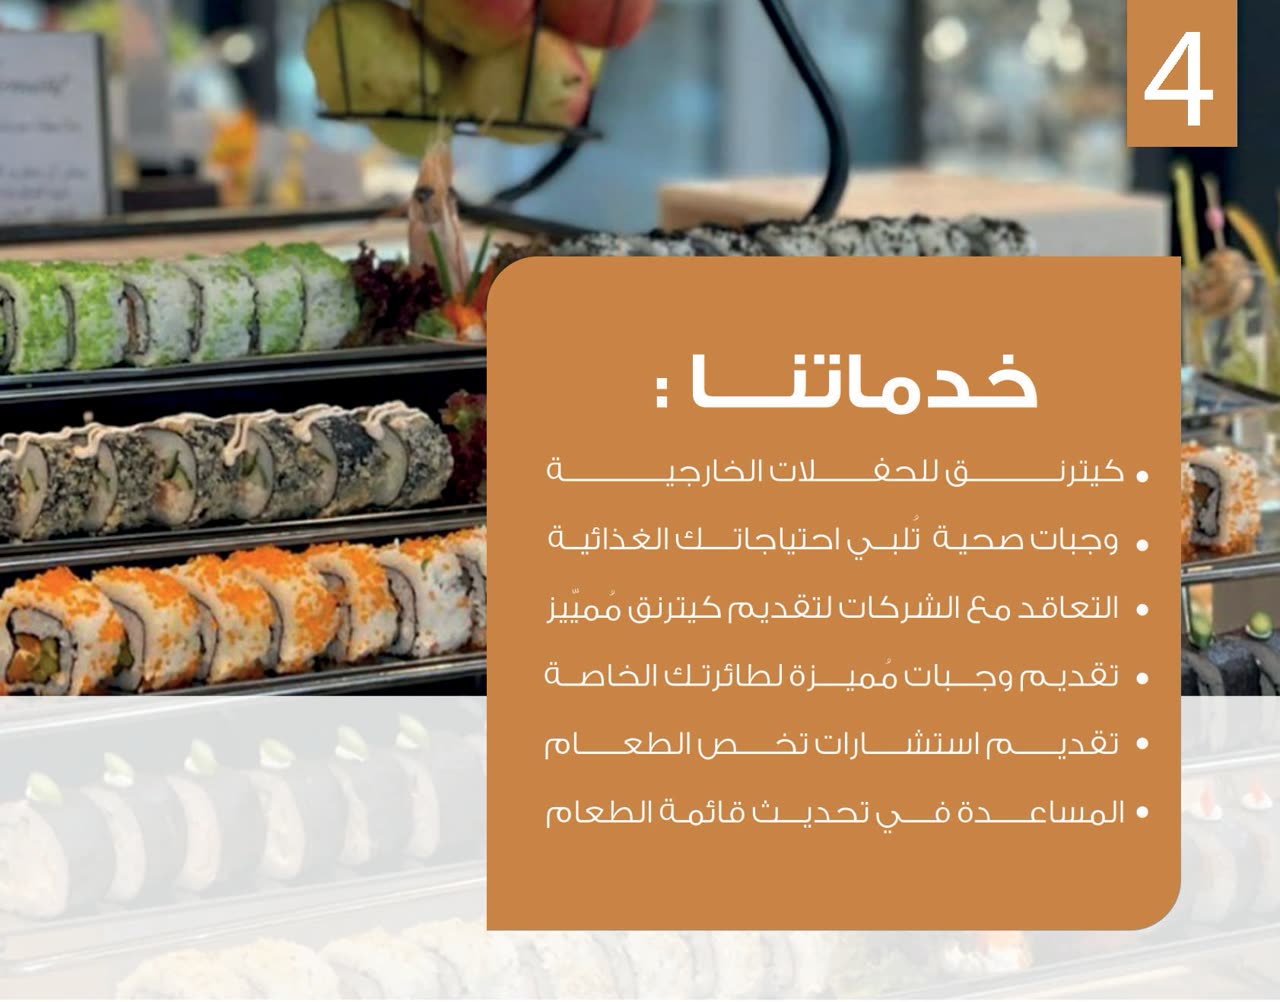 4
خدماتنا :
• كيترنق للحفلات الخارجية
• وجبات صحية تُلبي احتياجاتك الغذائية
• التعاقد مع الشركات لتقديم كيترنق مُميّيز
• تقديم وجبات مُميزة لطائرتك الخاصة
• تقديم استشارات تخص الطعام
• المساعدة في تحديث قائمة الطعام